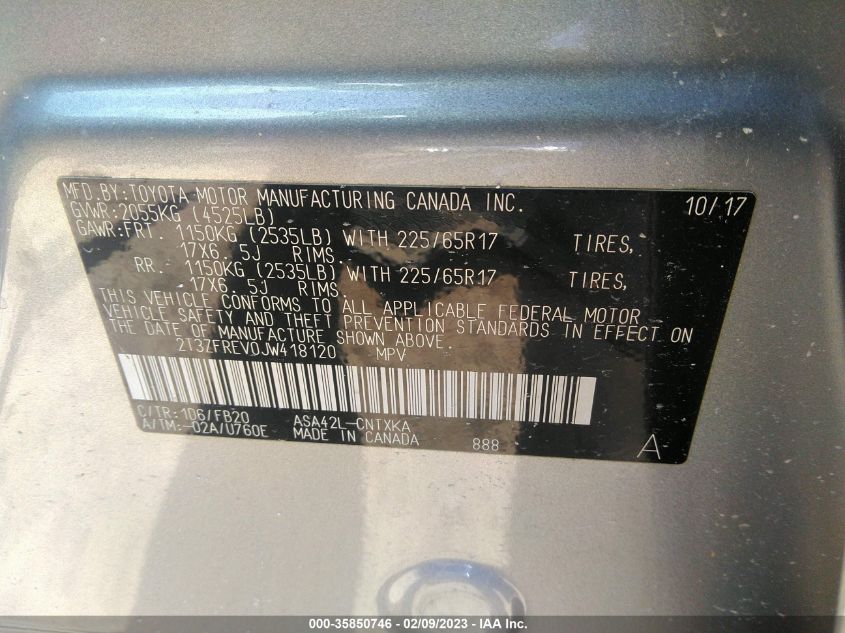 MFD.BY:TOYOTA MOTOR MANUFACTURING CANADA INC. 10/17
GVWR:2055KG (4525LB)
GAWR:FRT. 1150KG (2535LB) WITH 225/65R17 TIRES,
17X6. 5J RIMS.
RR. 1150KG (2535LB) WITH 225/65R17 TIRES,
17X6. 5J RIMS.
THIS VEHICLE CONFORMS TO ALL APPLICABLE FEDERAL MOTOR
VEHICLE SAFETY AND THEFT PREVENTION STANDARDS IN EFFECT ON
THE DATE OF MANUFACTURE SHOWN ABOVE.
2T3ZFREV0JW418120 MPV
C/TR:106/FB20 ASA42L-CNTXKA
A/TM:-02A/U760E MADE IN CANADA 888 A
000-35850746 - 02/09/2023 - IAA Inc.